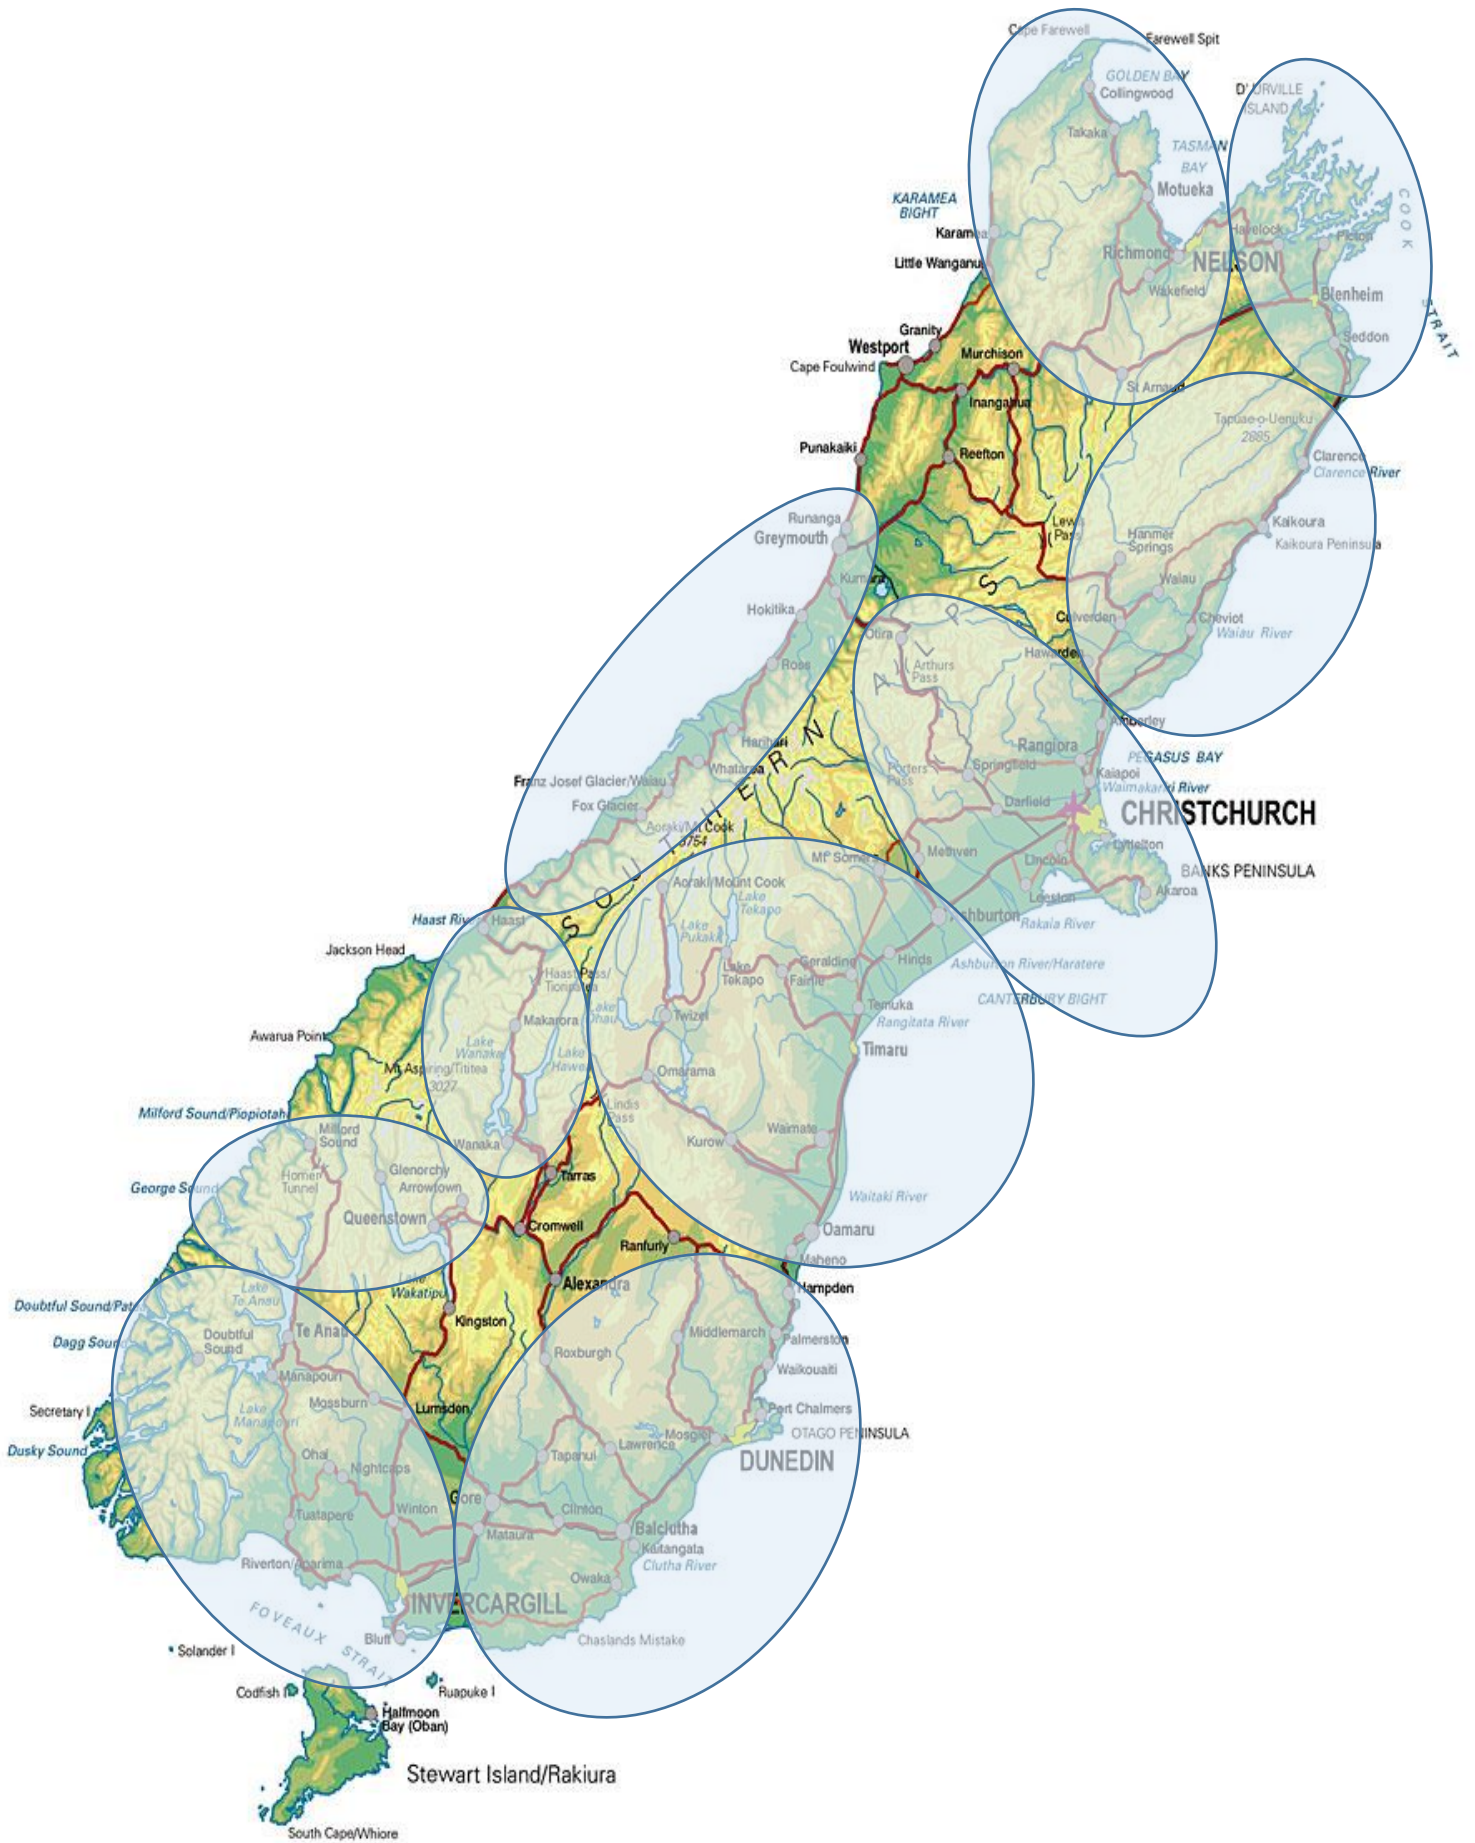 Cape Farewell
Farewell Spit
GOLDEN BAY
Collingwood
D'URVILLE
ISLAND
Takaka
TASMAN
BAY
Motueka
COOK
STRAIT
KARAMEA
BIGHT
Karamea
Havelock
Picton
Richmond
NELSON
Little Wanganui
Wakefield
Blenheim
Granity
Seddon
Westport
Murchison
Cape Foulwind
St Arnaud
Inangahua
Tapuae-o-Uenuku
2885
Punakaiki
Reefton
Clarence
Clarence River
Runanga
Lewis
Pass
Kaikoura
Greymouth
Hanmer
Springs
Kaikoura Peninsula
Kumara
Waiau
Hokitika
Culverden
Cheviot
Waiau River
Otira
Hawarden
Ross
Arthurs
Pass
SOUTHERN ALPS
Amberley
Harihari
Rangiora
PEGASUS BAY
Whataroa
Porters
Pass
Springfield
Kaiapoi
Waimakariri River
Franz Josef Glacier/Waiau
Fox Glacier
Darfield
CHRISTCHURCH
Aoraki/Mt Cook
3754
Lyttelton
Mt Somers
Methven
Lincoln
BANKS PENINSULA
Aoraki/Mount Cook
Akaroa
Lake
Tekapo
Leeston
Haast River
Haast
Ashburton
Rakaia River
Lake
Pukaki
Jackson Head
Geraldine
Hinds
Ashburton River/Haratere
Haast Pass/
Tioripatea
Lake
Tekapo
Fairlie
CANTERBURY BIGHT
Lake
Ohau
Twizel
Temuka
Rangitata River
Makarora
Awarua Point
Lake
Wanaka
Lake
Hawea
Timaru
Mt Aspiring/Tititea
3027
Omarama
Milford Sound/Piopiotahi
Lindis
Pass
Milford
Sound
Wanaka
Kurow
Waimate
Homer
Tunnel
Glenorchy
Tarras
George Sound
Arrowtown
Waitaki River
Queenstown
Cromwell
Oamaru
Ranfurly
Maheno
Lake
Te Anau
Lake
Wakatipu
Alexandra
Hampden
Doubtful Sound/Patea
Kingston
Te Anau
Middlemarch
Palmerston
Dagg Sound
Doubtful
Sound
Roxburgh
Waikouaiti
Manapouri
Mossburn
Secretary I
Lake
Manapouri
Lumsden
Port Chalmers
Mosgiel
OTAGO PENINSULA
Dusky Sound
Ohai
Lawrence
DUNEDIN
Nightcaps
Tapanui
Gore
Tuatapere
Winton
Clinton
Mataura
Balclutha
Kaitangata
Clutha River
Riverton/Aparima
Owaka
INVERCARGILL
FOVEAUX STRAIT
Bluff
Chaslands Mistake
Solander I
Codfish I
Ruapuke I
Halfmoon
Bay (Oban)
Stewart Island/Rakiura
South Cape/Whiore